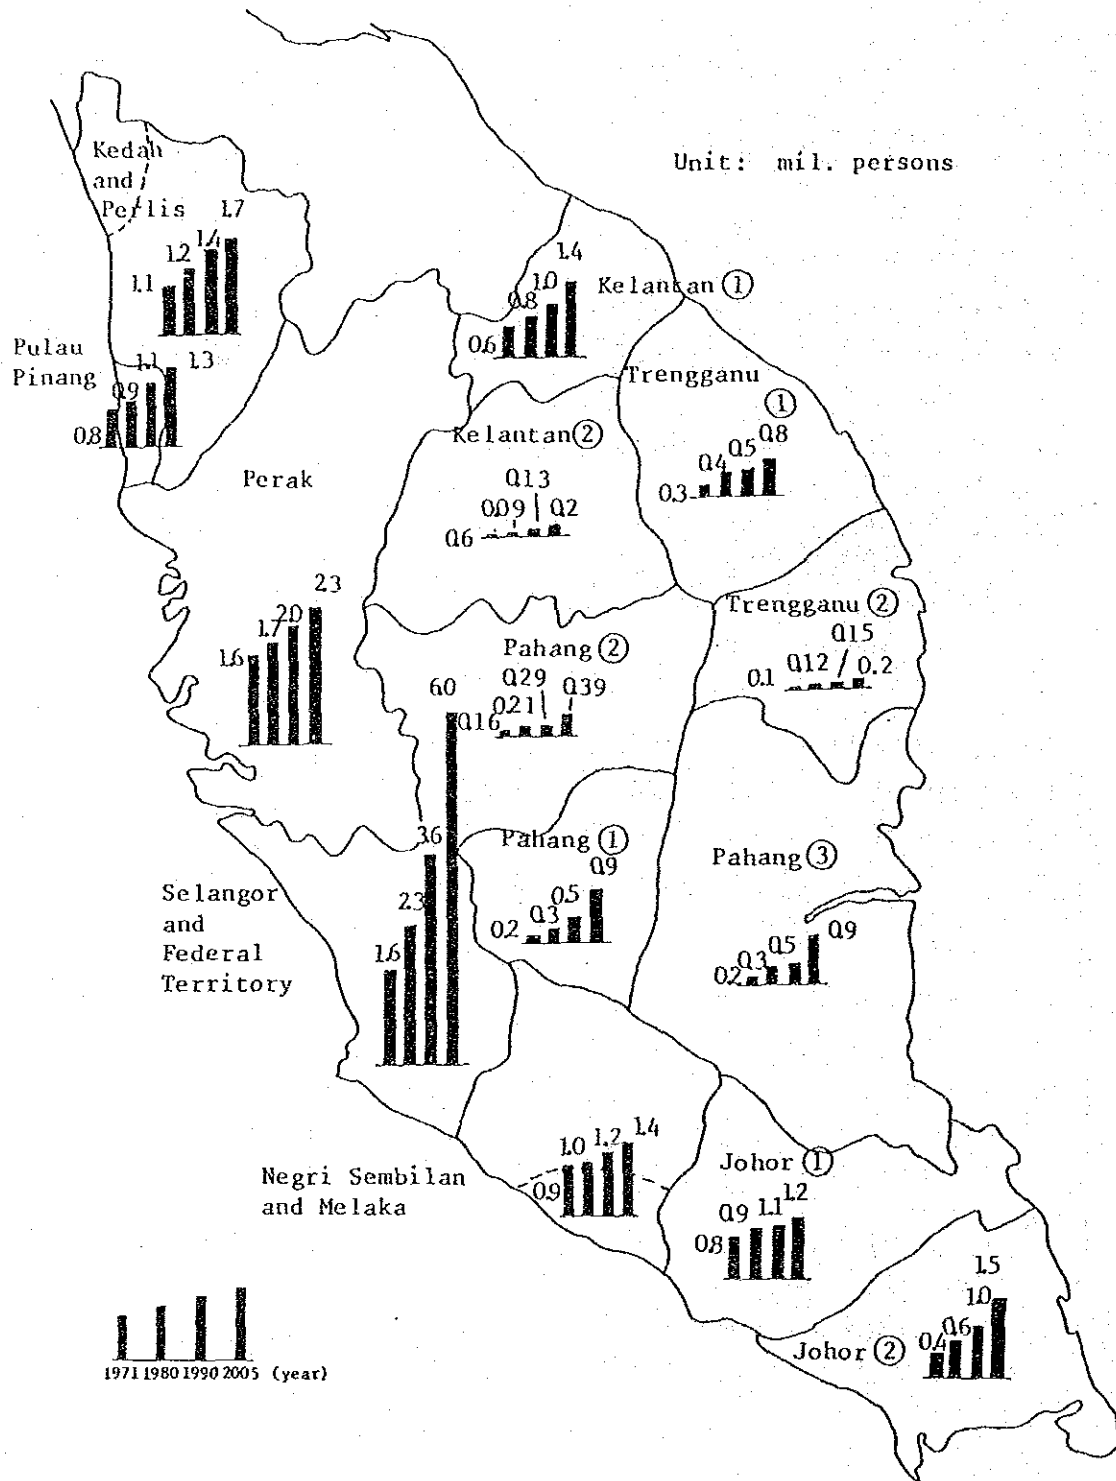 Unit: mil. persons
Kedah
and
Perlis
1.1
1.2
1.4
1.7
Pulau
Pinang
0.8
0.9
1.1
1.3
Kelantan ①
0.6
0.8
1.0
1.4
Trengganu
①
0.3
0.4
0.5
0.8
Kelantan ②
0.6
0.09
0.13
0.2
Perak
1.6
1.7
2.0
2.3
Trengganu ②
0.1
0.12
0.15
0.2
Pahang ②
0.16
0.21
0.29
0.39
Pahang ①
0.2
0.3
0.5
0.9
Pahang ③
0.2
0.3
0.5
0.9
Selangor
and
Federal
Territory
1.6
2.3
3.6
6.0
Negri Sembilan
and Melaka
0.9
1.0
1.2
1.4
Johor ①
0.8
0.9
1.1
1.2
Johor ②
0.4
0.6
1.0
1.5
1971 1980 1990 2005 (year)